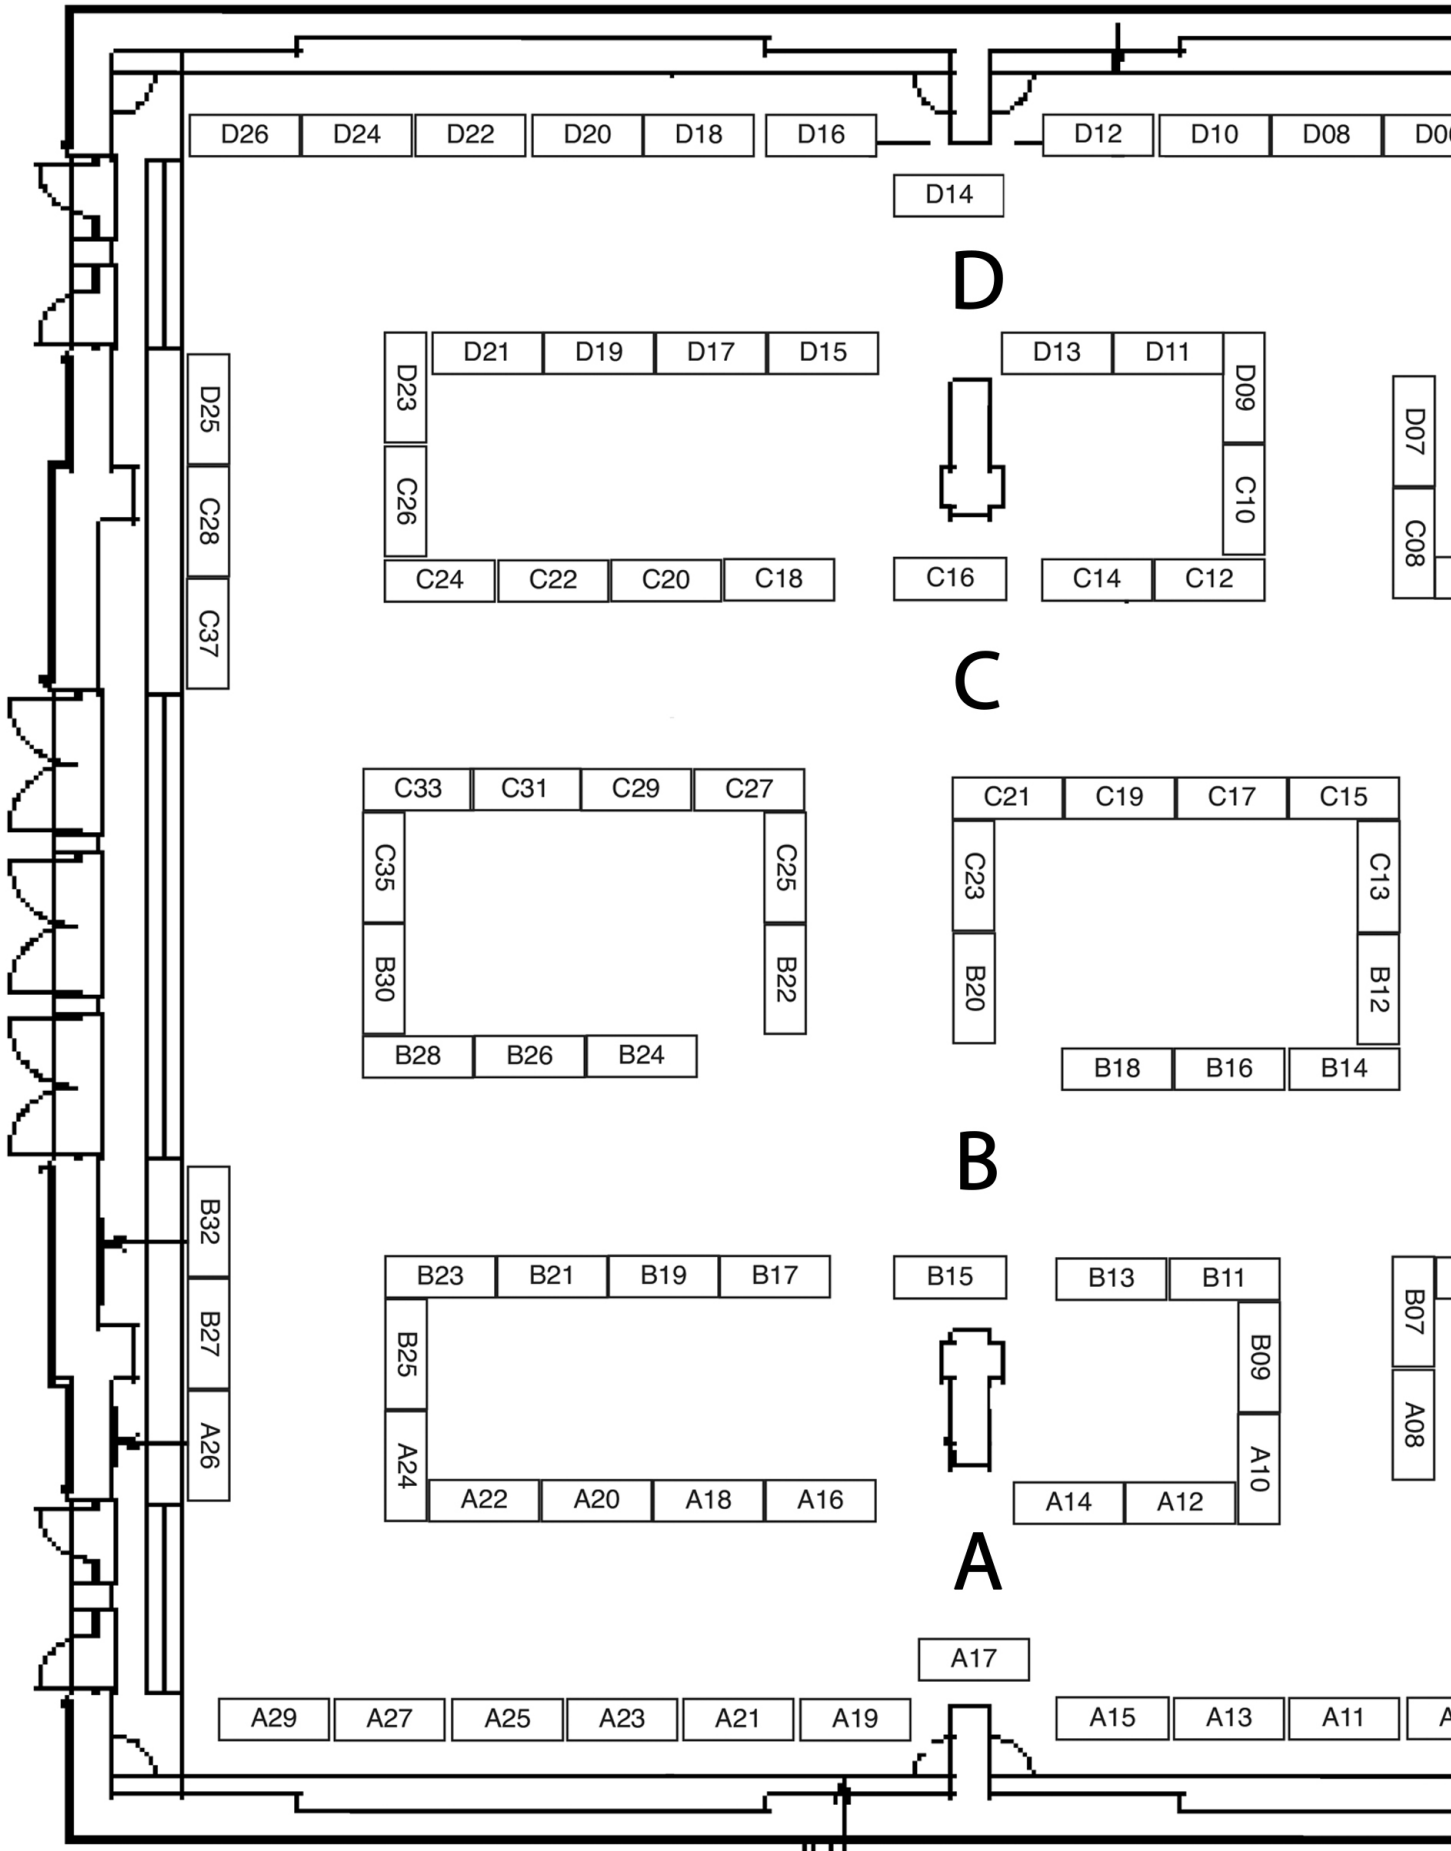 D26 D24 D22 D20 D18 D16 D12 D10 D08
D14
D
D21 D19 D17 D15 D13 D11
D23 D09
D25 D07
C26 C10
C28 C08
C24 C22 C20 C18 C16 C14 C12
C37
C
C33 C31 C29 C27 C21 C19 C17 C15
C35 C25 C23 C13
B30 B22 B20 B12
B28 B26 B24 B18 B16 B14
B
B32
B23 B21 B19 B17 B15 B13 B11
B27 B25 B09 B07
A26 A24 A10 A08
A22 A20 A18 A16 A14 A12
A
A17
A29 A27 A25 A23 A21 A19 A15 A13 A11